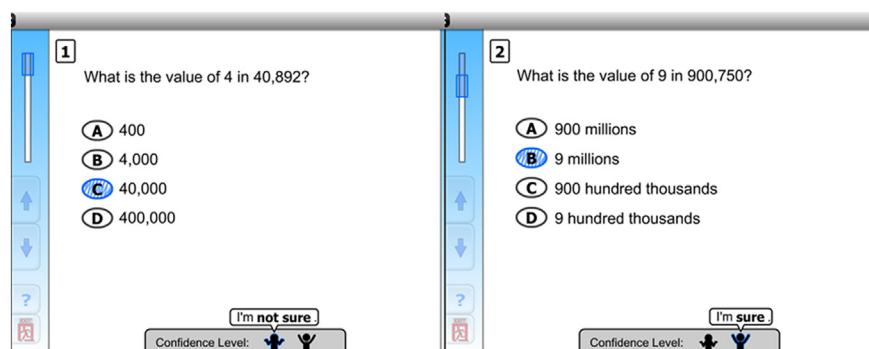 1
What is the value of 4 in 40,892?
A 400
B 4,000
C 40,000
D 400,000
?
I'm not sure.
Confidence Level:
2
What is the value of 9 in 900,750?
A 900 millions
B 9 millions
C 900 hundred thousands
D 9 hundred thousands
?
I'm sure.
Confidence Level: